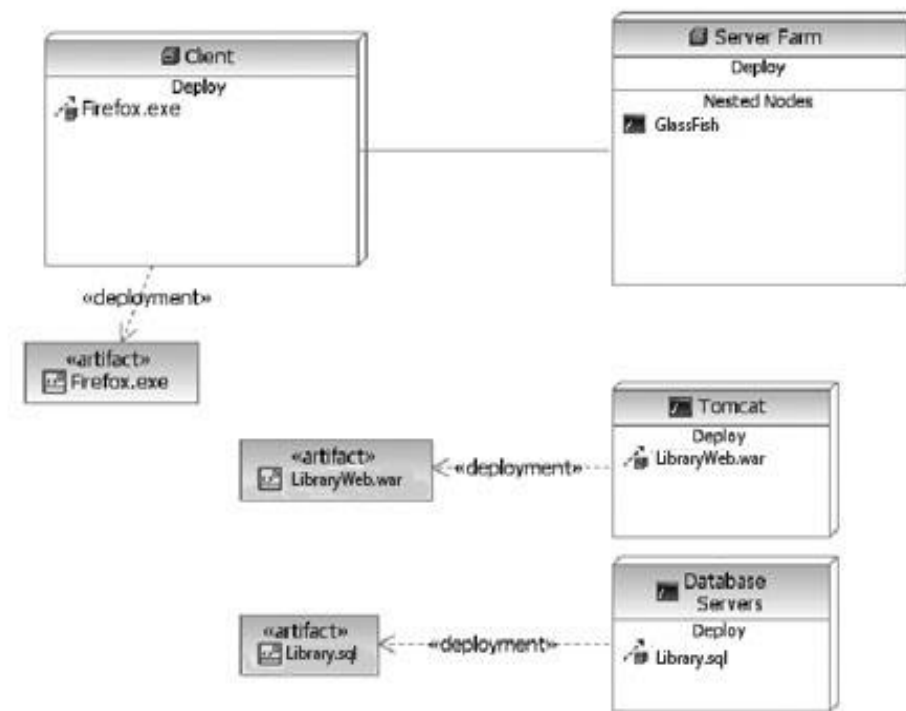 Client
Deploy
Firefox.exe
Server Farm
Deploy
Nested Nodes
GlassFish
«deployment»
«artifact»
Firefox.exe
Tomcat
Deploy
LibraryWeb.war
«deployment»
«artifact»
LibraryWeb.war
Database
Servers
Deploy
Library.sql
«deployment»
«artifact»
Library.sql